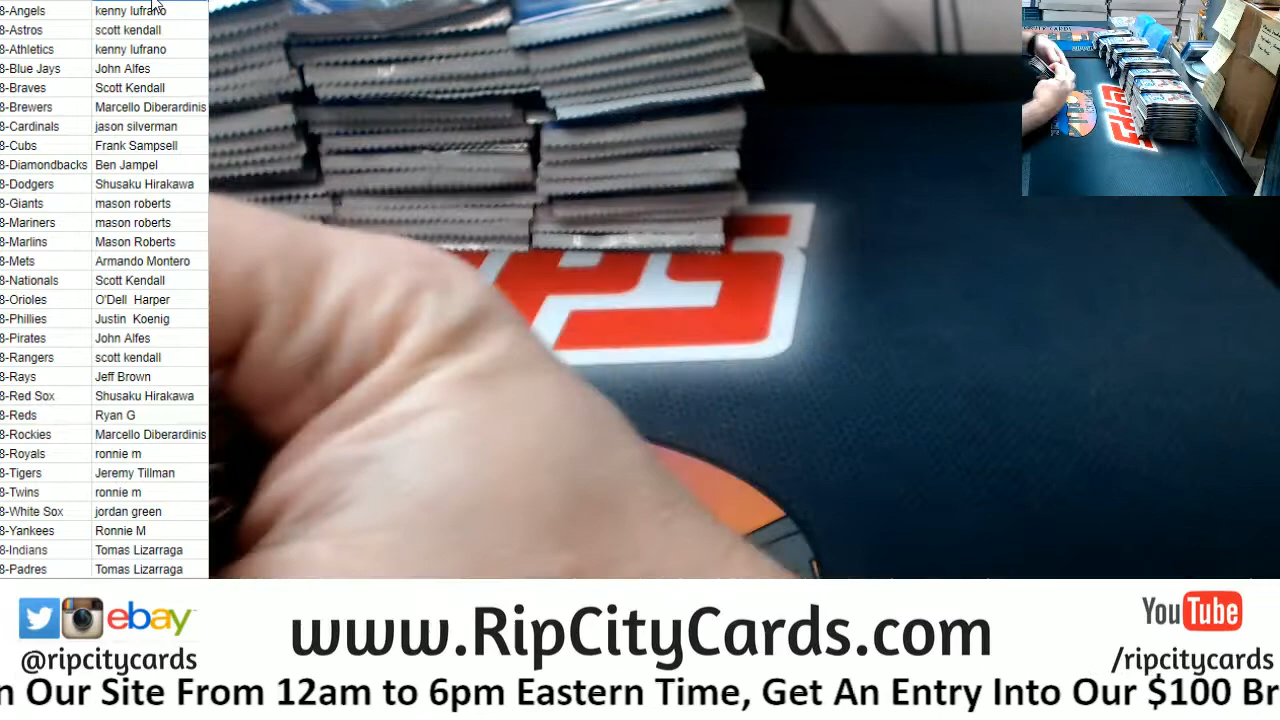 8-Angels kenny lufrano
8-Astros scott kendall
8-Athletics kenny lufrano
8-Blue Jays John Alfes
8-Braves Scott Kendall
8-Brewers Marcello Diberardinis
8-Cardinals jason silverman
8-Cubs Frank Sampsell
8-Diamondbacks Ben Jampel
8-Dodgers Shusaku Hirakawa
8-Giants mason roberts
8-Mariners mason roberts
8-Marlins Mason Roberts
8-Mets Armando Montero
8-Nationals Scott Kendall
8-Orioles O'Dell Harper
8-Phillies Justin Koenig
8-Pirates John Alfes
8-Rangers scott kendall
8-Rays Jeff Brown
8-Red Sox Shusaku Hirakawa
8-Reds Ryan G
8-Rockies Marcello Diberardinis
8-Royals ronnie m
8-Tigers Jeremy Tillman
8-Twins ronnie m
8-White Sox jordan green
8-Yankees Ronnie M
8-Indians Tomas Lizarraga
8-Padres Tomas Lizarraga
ebay
@ripcitycards
www.RipCityCards.com
YouTube
/ripcitycards
n Our Site From 12am to 6pm Eastern Time, Get An Entry Into Our $100 Br